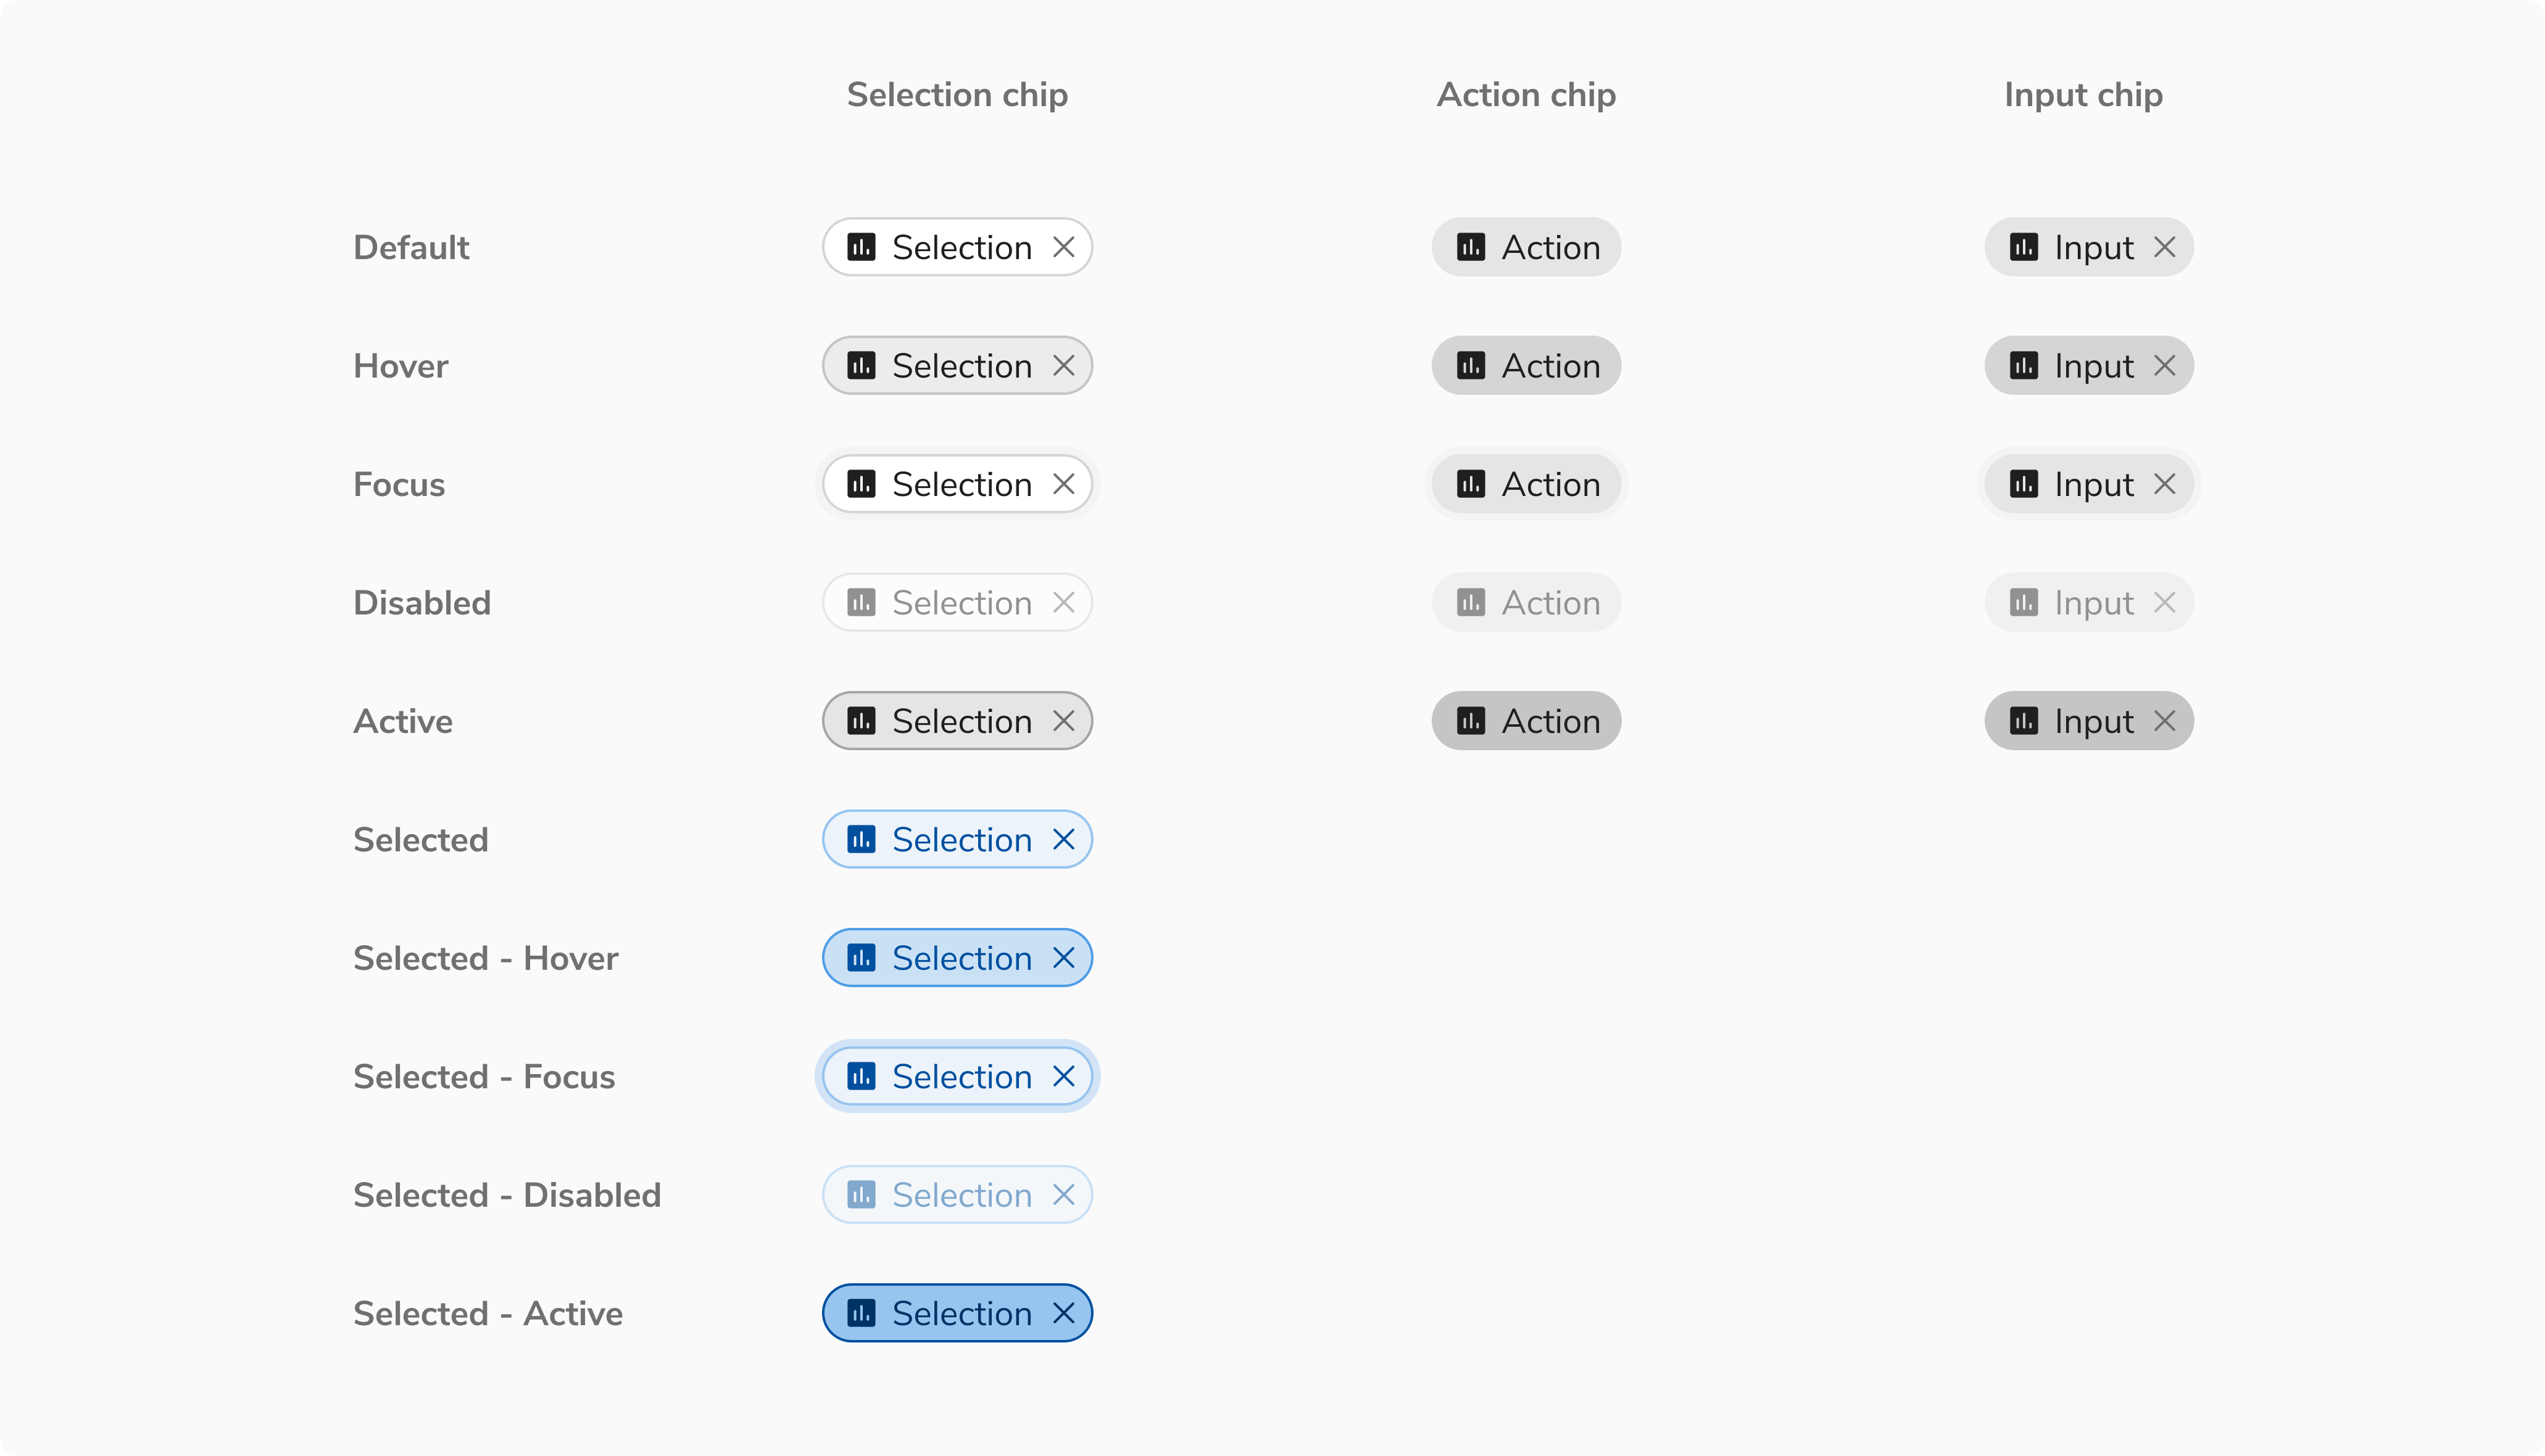 Selection chip Action chip Input chip
Default Selection Action Input
Hover Selection Action Input
Focus Selection Action Input
Disabled Selection Action Input
Active Selection Action Input
Selected Selection
Selected - Hover Selection
Selected - Focus Selection
Selected - Disabled Selection
Selected - Active Selection